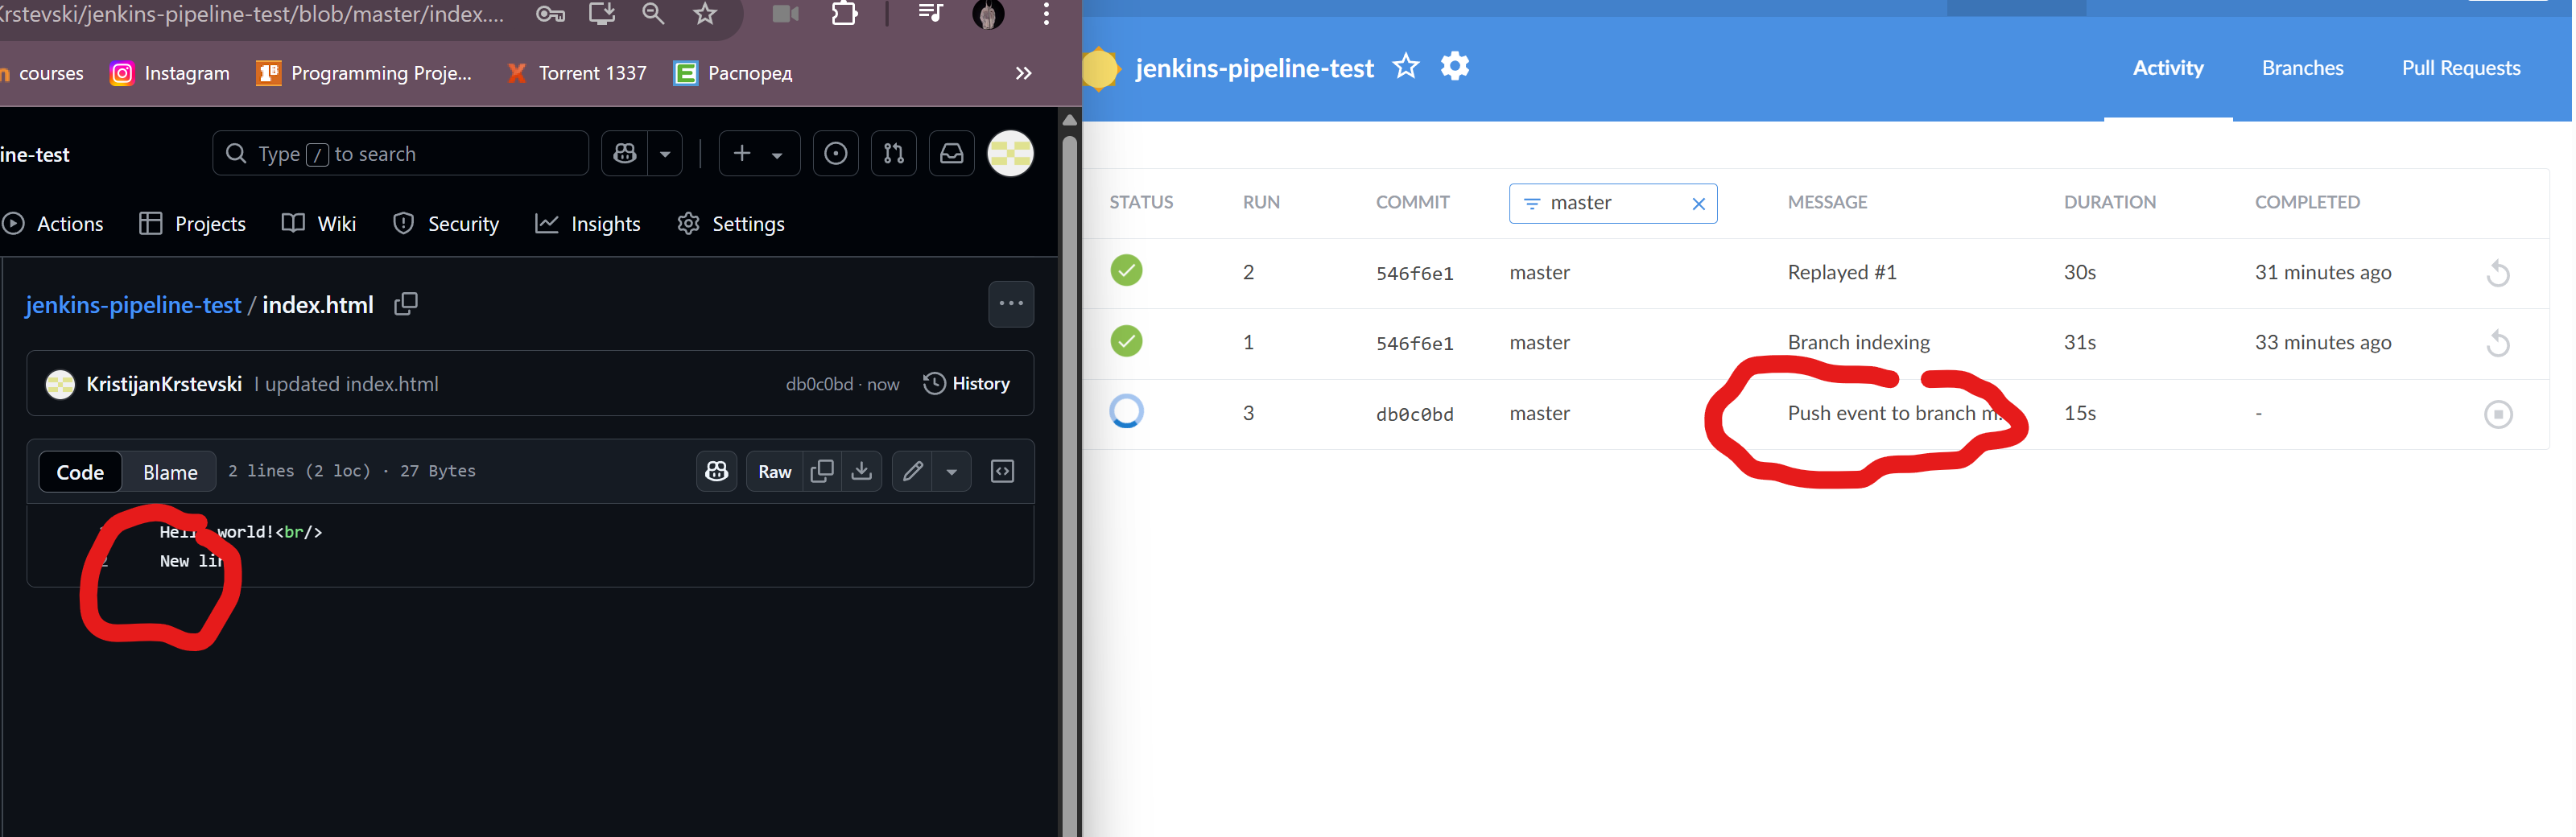 Krstevski/jenkins-pipeline-test/blob/master/index....
courses Instagram Programming Proje... Torrent 1337 Распоред
ine-test
Type / to search
Actions Projects Wiki Security Insights Settings
jenkins-pipeline-test / index.html
KristijanKrstevski I updated index.html db0c0bd · now History
Code Blame 2 lines (2 loc) · 27 Bytes Raw
world!<br/>
2 New
jenkins-pipeline-test
Activity Branches Pull Requests
STATUS RUN COMMIT master MESSAGE DURATION COMPLETED
2 546f6e1 master Replayed #1 30s 31 minutes ago
1 546f6e1 master Branch indexing 31s 33 minutes ago
3 db0c0bd master Push event to branch m... 15s -